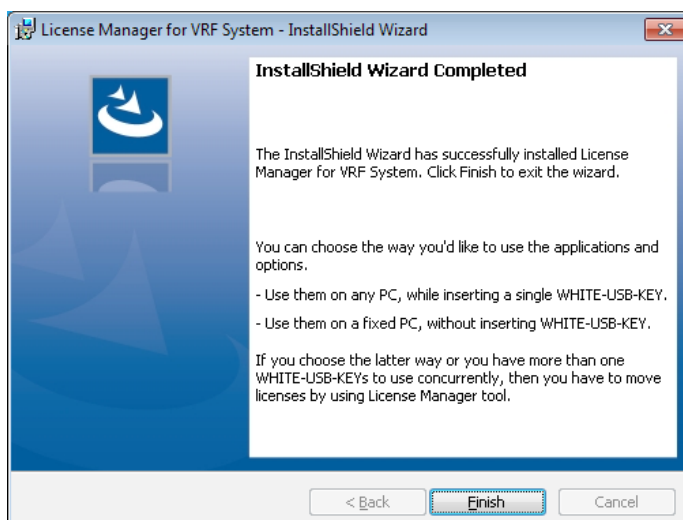 License Manager for VRF System - InstallShield Wizard
InstallShield Wizard Completed
The InstallShield Wizard has successfully installed License
Manager for VRF System. Click Finish to exit the wizard.
You can choose the way you'd like to use the applications and
options.
- Use them on any PC, while inserting a single WHITE-USB-KEY.
- Use them on a fixed PC, without inserting WHITE-USB-KEY.
If you choose the latter way or you have more than one
WHITE-USB-KEYs to use concurrently, then you have to move
licenses by using License Manager tool.
< Back
Finish
Cancel